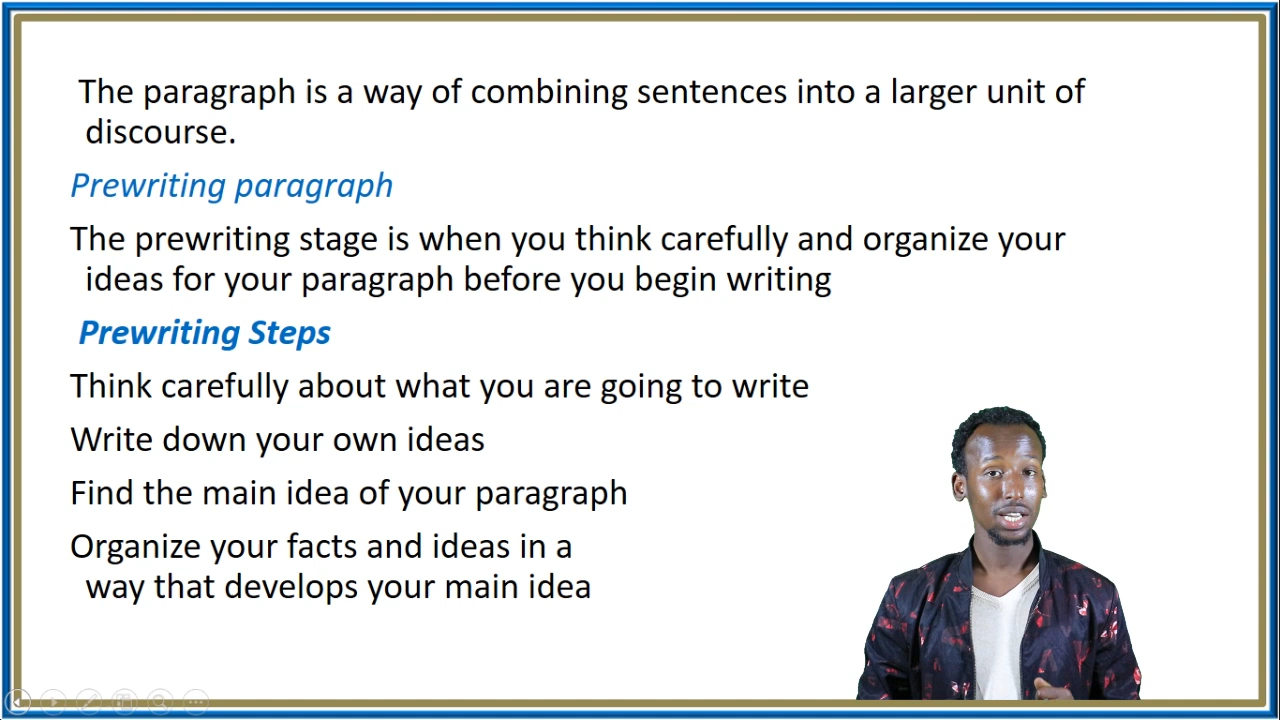 The paragraph is a way of combining sentences into a larger unit of
discourse.
Prewriting paragraph
The prewriting stage is when you think carefully and organize your
ideas for your paragraph before you begin writing
Prewriting Steps
Think carefully about what you are going to write
Write down your own ideas
Find the main idea of your paragraph
Organize your facts and ideas in a
way that develops your main idea